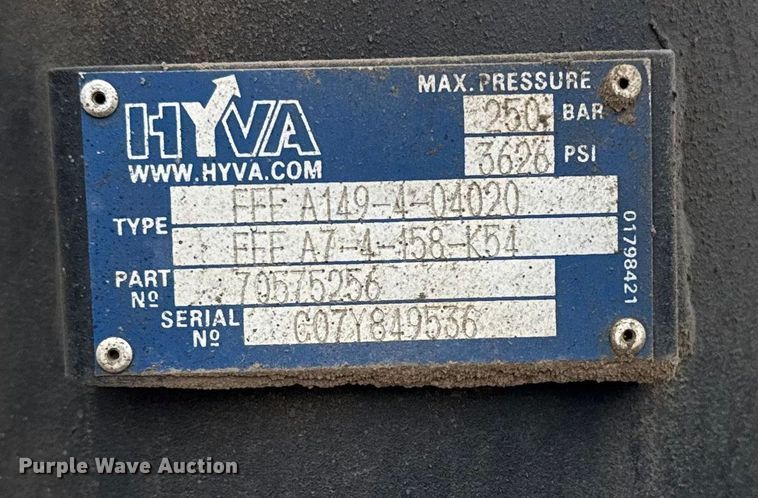 HYVA
WWW.HYVA.COM
MAX. PRESSURE
250 BAR
3626 PSI
TYPE FEE A149-4-04020
FEE A7-4-158-K54
PART Nº 70575256
SERIAL Nº G07Y849536
01798421
Purple Wave Auction